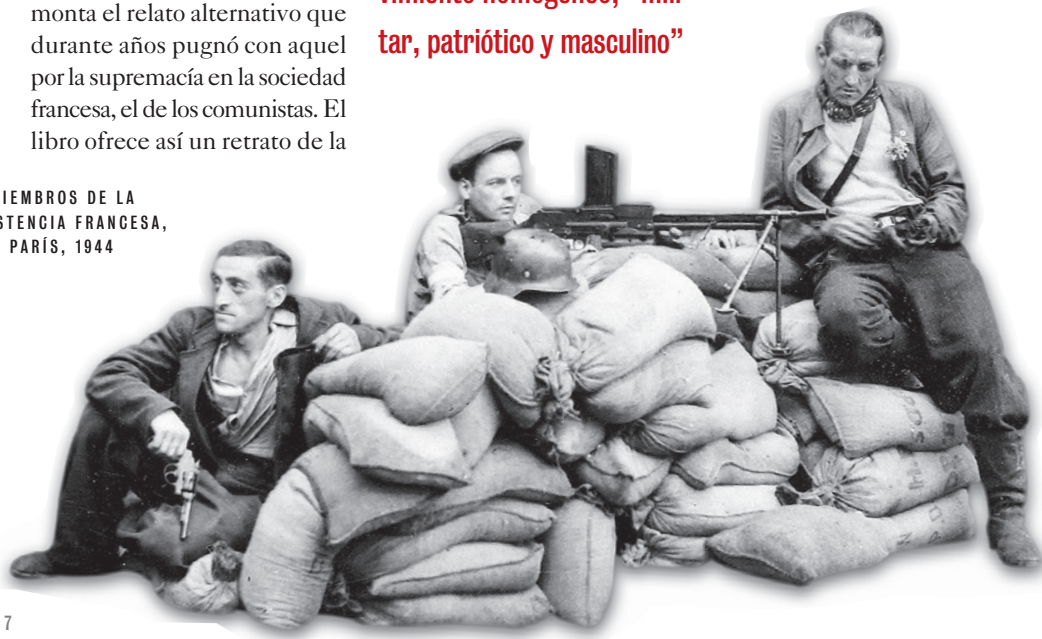 monta el relato alternativo que
durante años pugnó con aquel
por la supremacía en la sociedad
francesa, el de los comunistas. El
libro ofrece así un retrato de la
tar, patriótico y masculino”
IEMBROS DE LA
STENCIA FRANCESA,
PARÍS, 1944
7